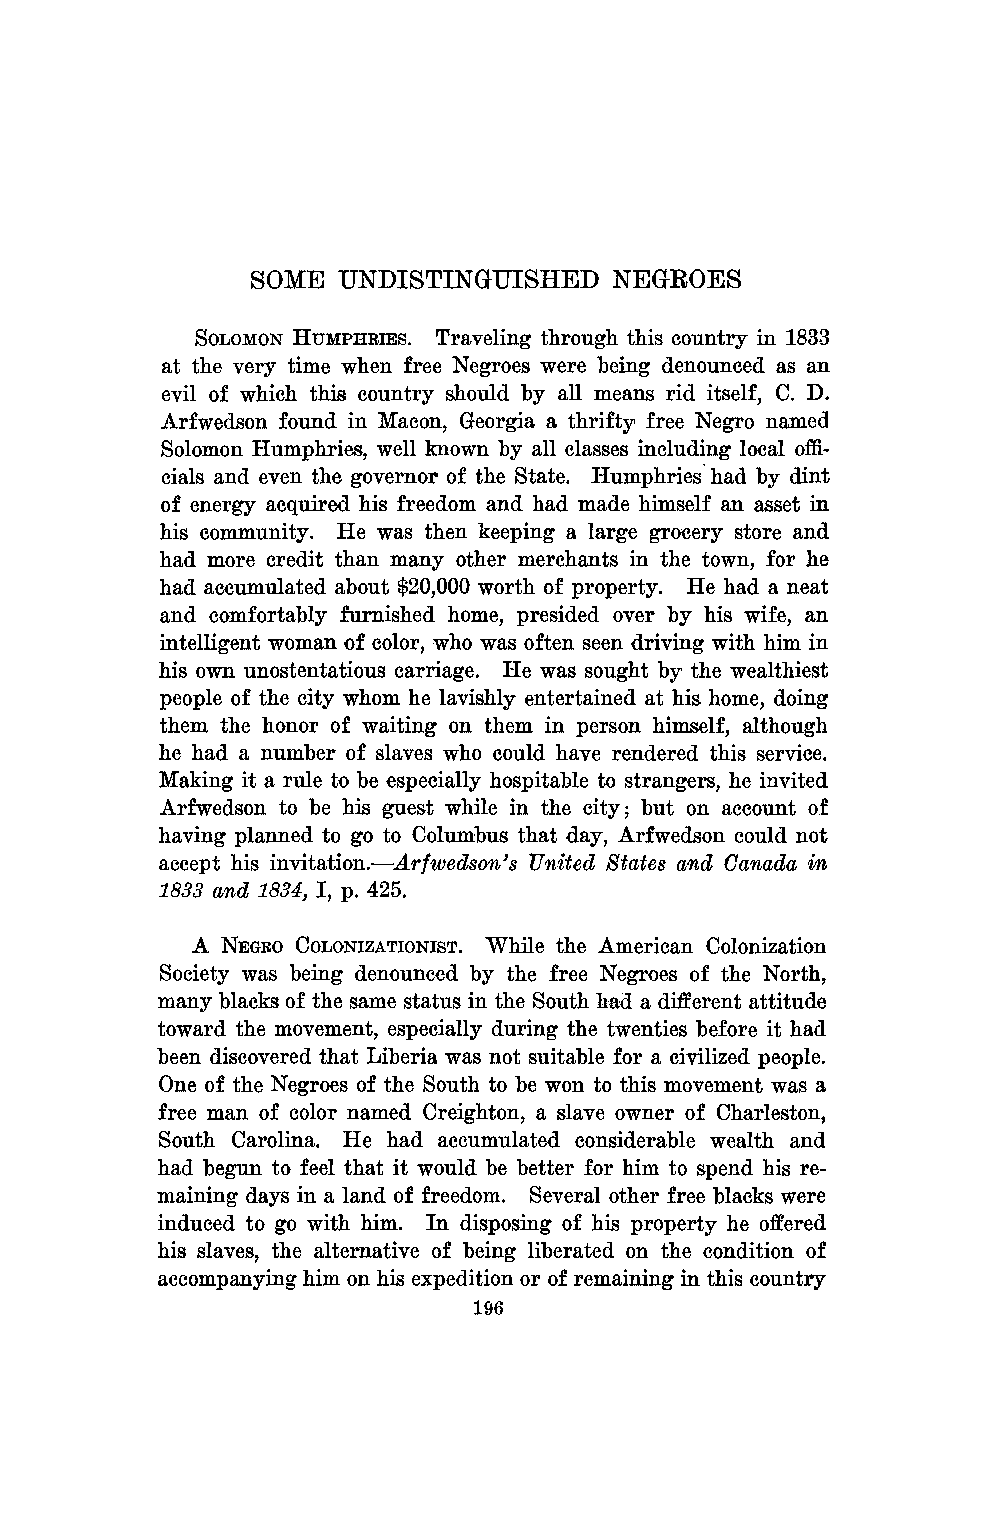 SOME UNDISTINGUISHED NEGROES
SOLOMON HUMPHRIES. Traveling through this country in 1833
at the very time when free Negroes were being denounced as an
evil of which this country should by all means rid itself, C. D.
Arfwedson found in Macon, Georgia a thrifty free Negro named
Solomon Humphries, well known by all classes including local offi-
cials and even the governor of the State. Humphries had by dint
of energy acquired his freedom and had made himself an asset in
his community. He was then keeping a large grocery store and
had more credit than many other merchants in the town, for he
had accumulated about $20,000 worth of property. He had a neat
and comfortably furnished home, presided over by his wife, an
intelligent woman of color, who was often seen driving with him in
his own unostentatious carriage. He was sought by the wealthiest
people of the city whom he lavishly entertained at his home, doing
them the honor of waiting on them in person himself, although
he had a number of slaves who could have rendered this service.
Making it a rule to be especially hospitable to strangers, he invited
Arfwedson to be his guest while in the city; but on account of
having planned to go to Columbus that day, Arfwedson could not
accept his invitation.—Arfwedson's United States and Canada in
1833 and 1834, I, p. 425.
A NEGRO COLONIZATIONIST. While the American Colonization
Society was being denounced by the free Negroes of the North,
many blacks of the same status in the South had a different attitude
toward the movement, especially during the twenties before it had
been discovered that Liberia was not suitable for a civilized people.
One of the Negroes of the South to be won to this movement was a
free man of color named Creighton, a slave owner of Charleston,
South Carolina. He had accumulated considerable wealth and
had begun to feel that it would be better for him to spend his re-
maining days in a land of freedom. Several other free blacks were
induced to go with him. In disposing of his property he offered
his slaves, the alternative of being liberated on the condition of
accompanying him on his expedition or of remaining in this country
196